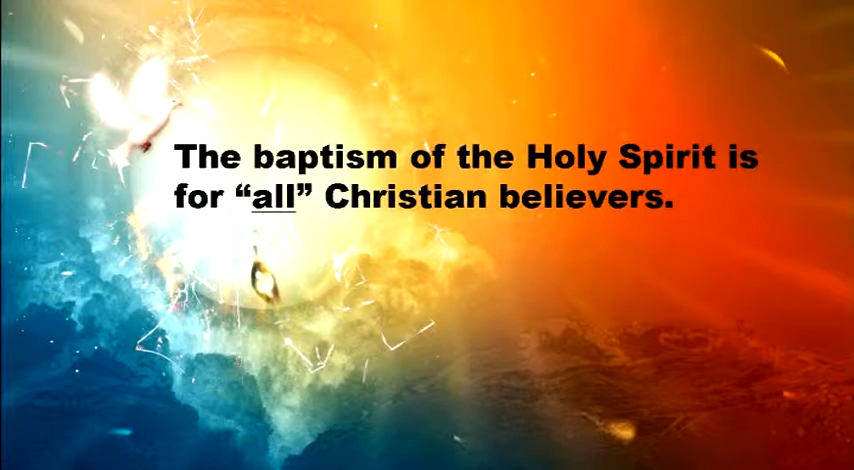 The baptism of the Holy Spirit is
for “all” Christian believers.